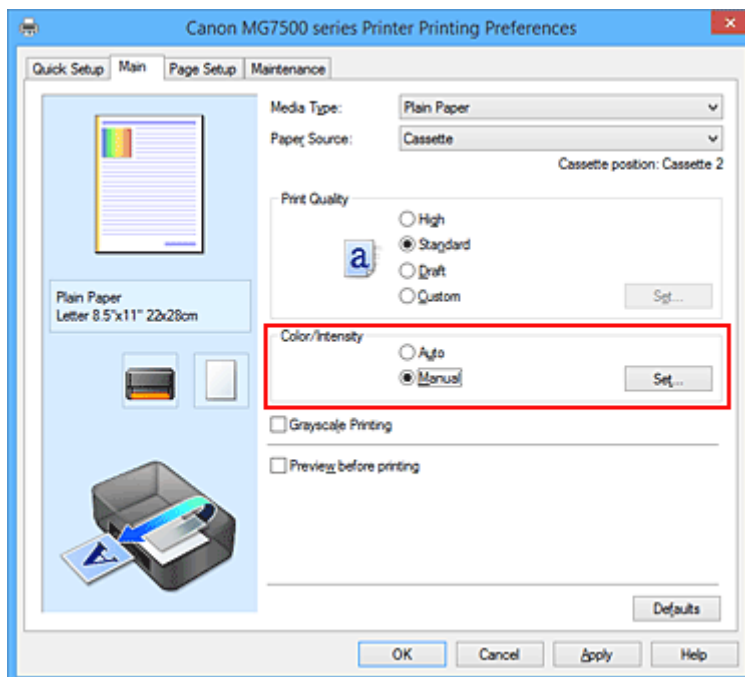 Canon MG7500 series Printer Printing Preferences
Quick Setup Main Page Setup Maintenance
Media Type: Plain Paper
Paper Source: Cassette
Cassette position: Cassette 2
Print Quality
High
a Standard
Draft
Custom Set...
Plain Paper
Letter 8.5"x11" 22x28cm
Color/Intensity
Auto
Manual Set...
Grayscale Printing
Preview before printing
A
Defaults
OK Cancel Apply Help